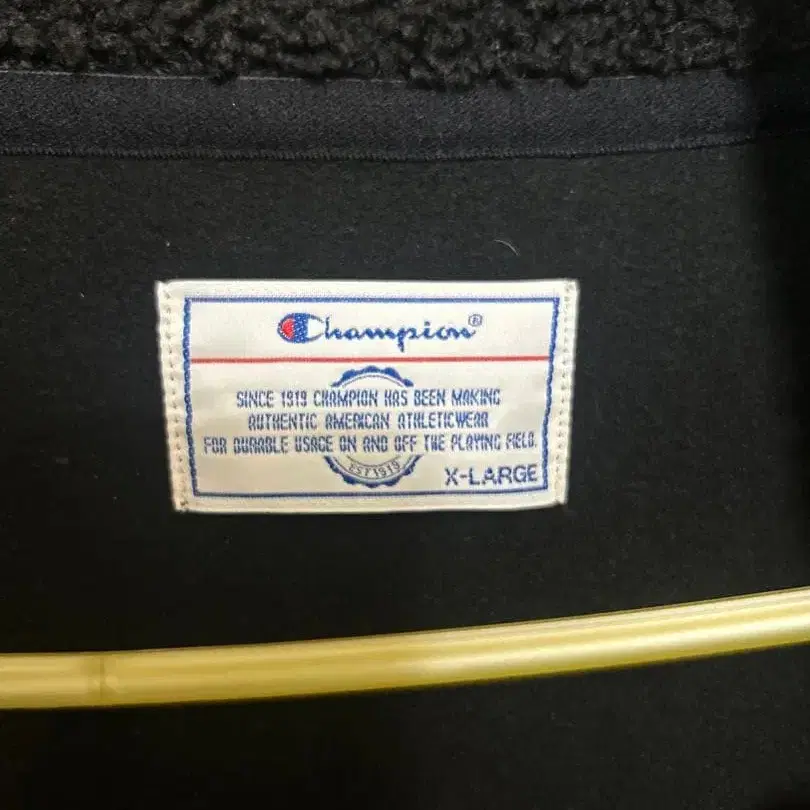 Champion®
SINCE 1919 CHAMPION HAS BEEN MAKING
AUTHENTIC AMERICAN ATHLETICWEAR
FOR DURABLE USAGE ON AND OFF THE PLAYING FIELD.
EST 1919
X-LARGE